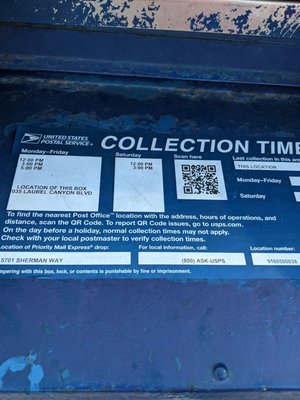 UNITED STATES
POSTAL SERVICE®
COLLECTION TIME
Monday–Friday
12:00 PM
3:00 PM
5:00 PM
LOCATION OF THIS BOX
7035 LAUREL CANYON BLVD
Saturday
12:00 PM
3:00 PM
Scan here
Last collection in this are
THIS LOCATION
Monday–Friday
Saturday
To find the nearest Post Office™ location with the address, hours of operations, and
distance, scan the QR Code. To report QR Code issues, go to usps.com.
On the day before a holiday, normal collection times may not apply.
Check with your local postmaster to verify collection times.
Location of Priority Mail Express® drop:
5701 SHERMAN WAY
For local information, call:
(800) ASK-USPS
Location number:
9160500038
mpering with this box, lock, or contents is punishable by fine or imprisonment.